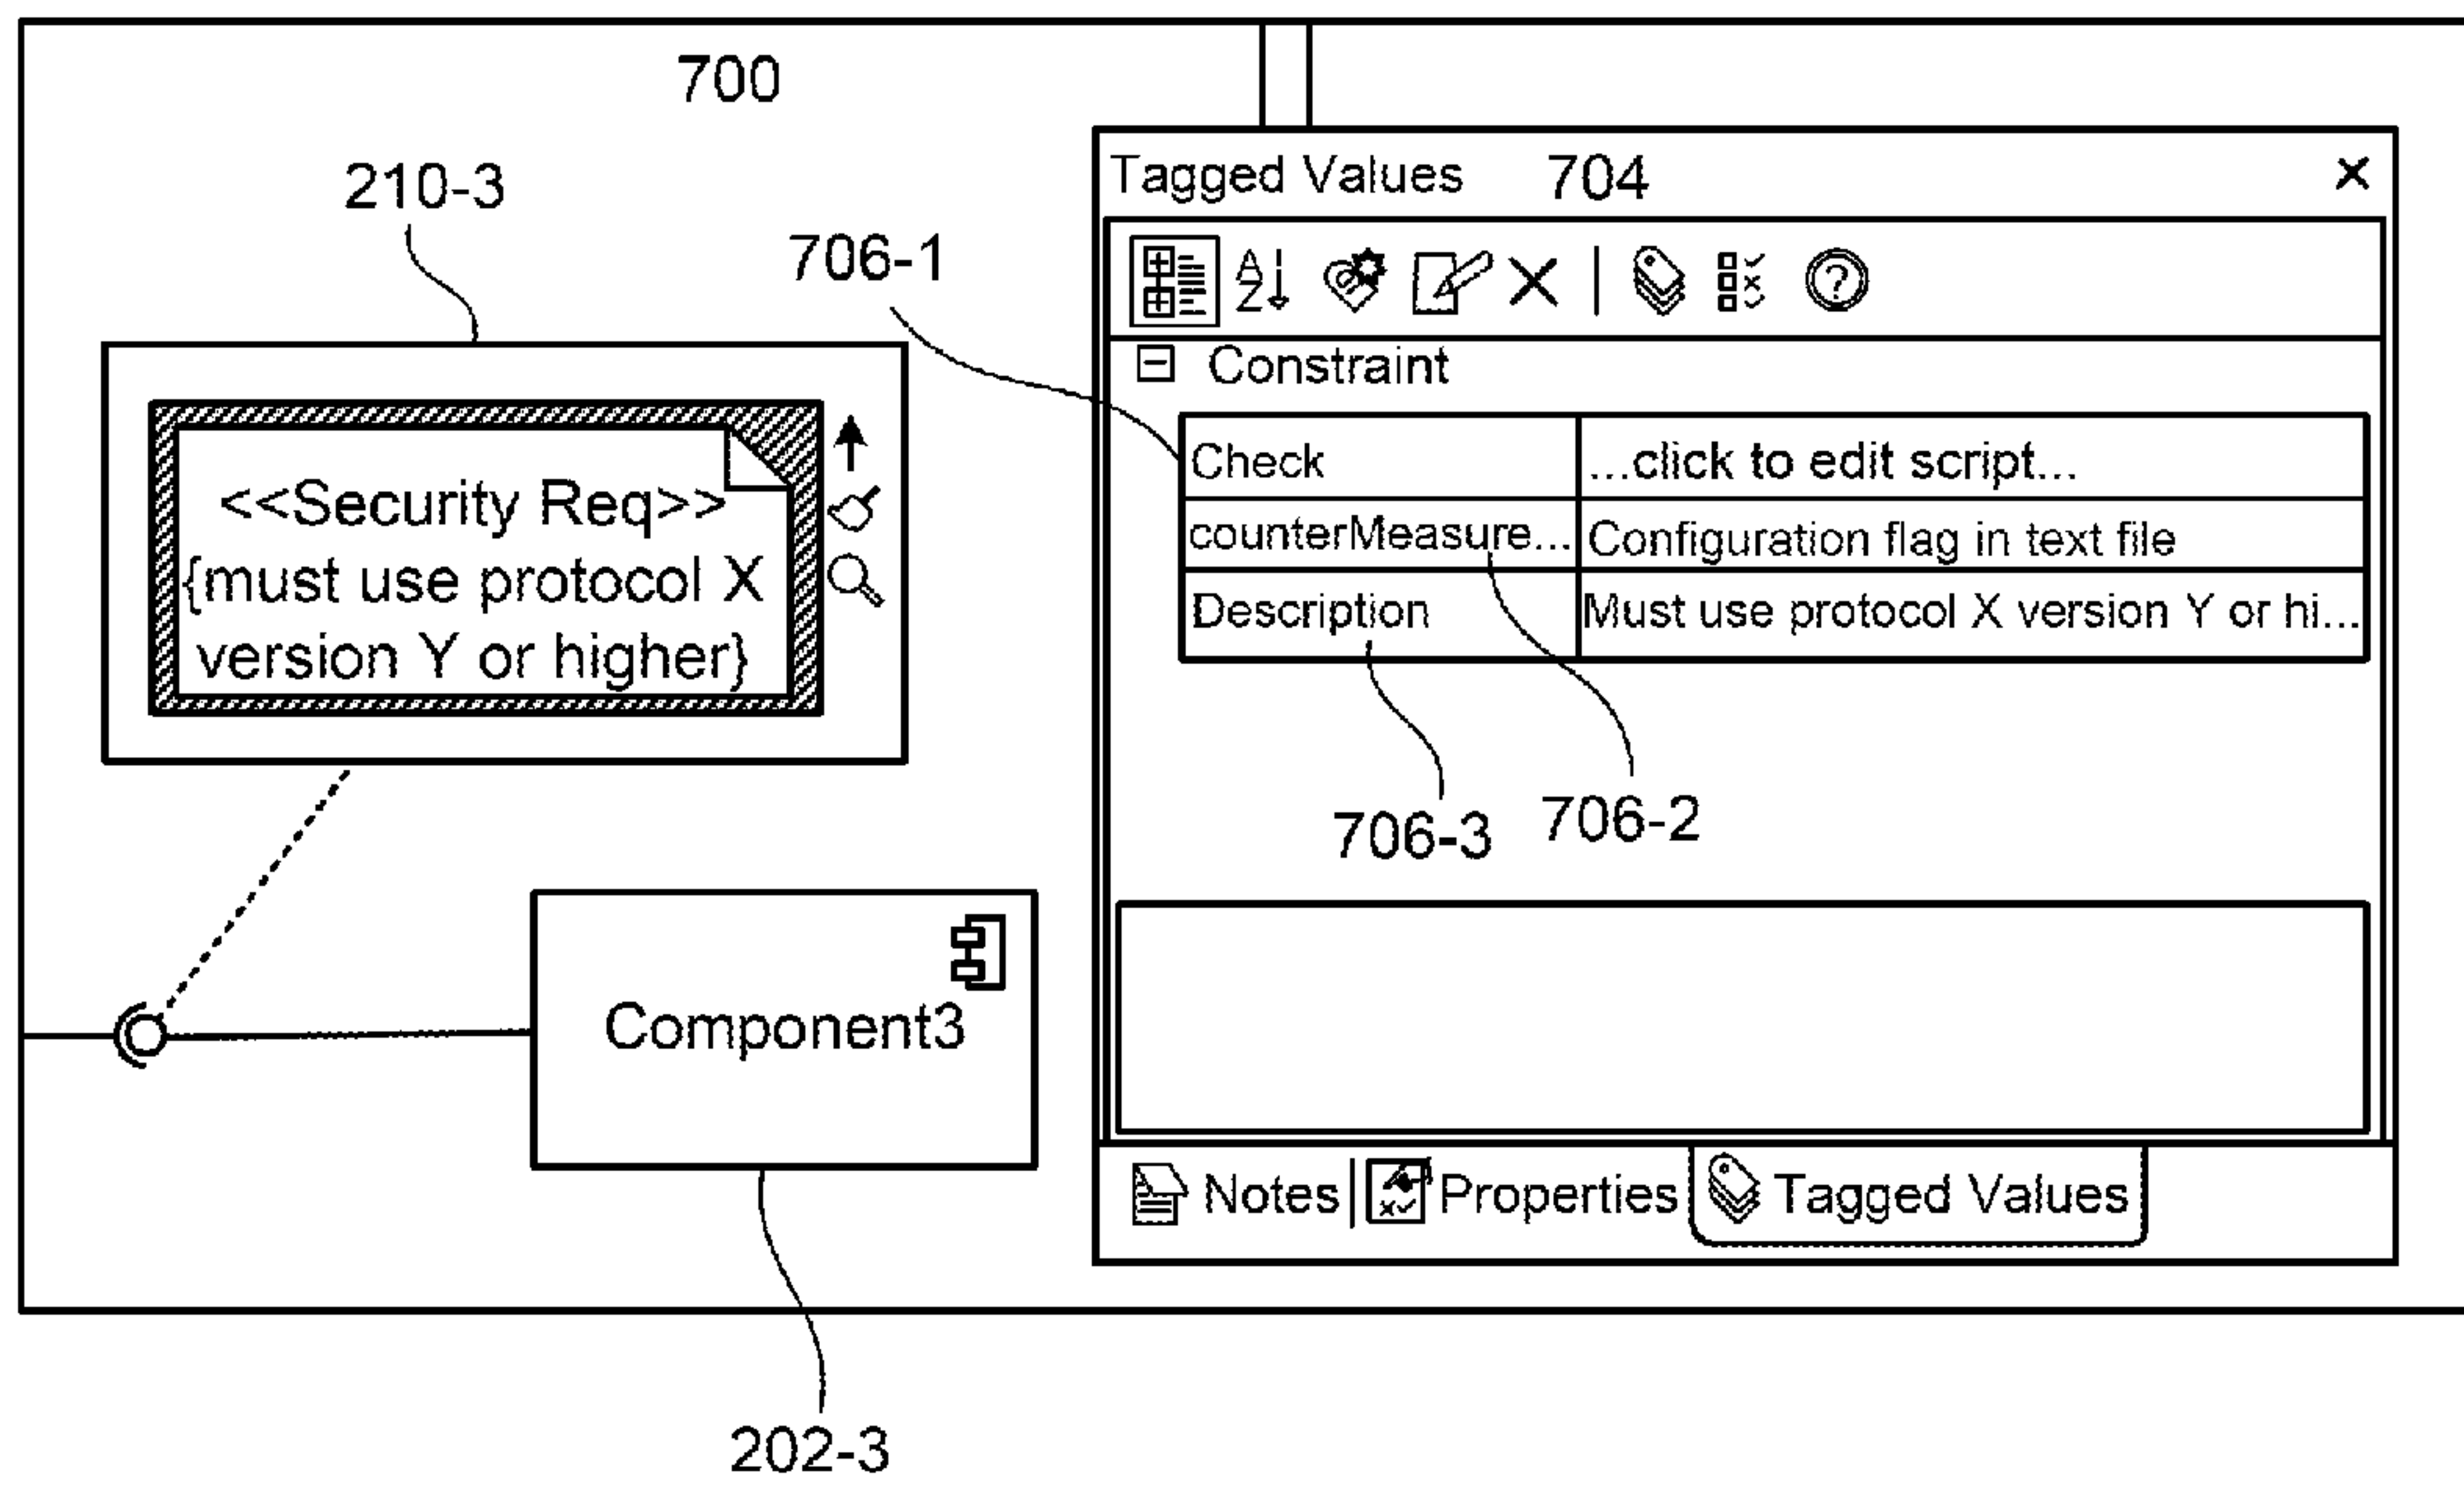 700
210-3
<<Security Req>>
{must use protocol X
version Y or higher}
Component3
202-3
706-1
Tagged Values 704
Constraint
Check ...click to edit script...
counterMeasure... Configuration flag in text file
Description Must use protocol X version Y or hi...
706-3 706-2
Notes Properties Tagged Values